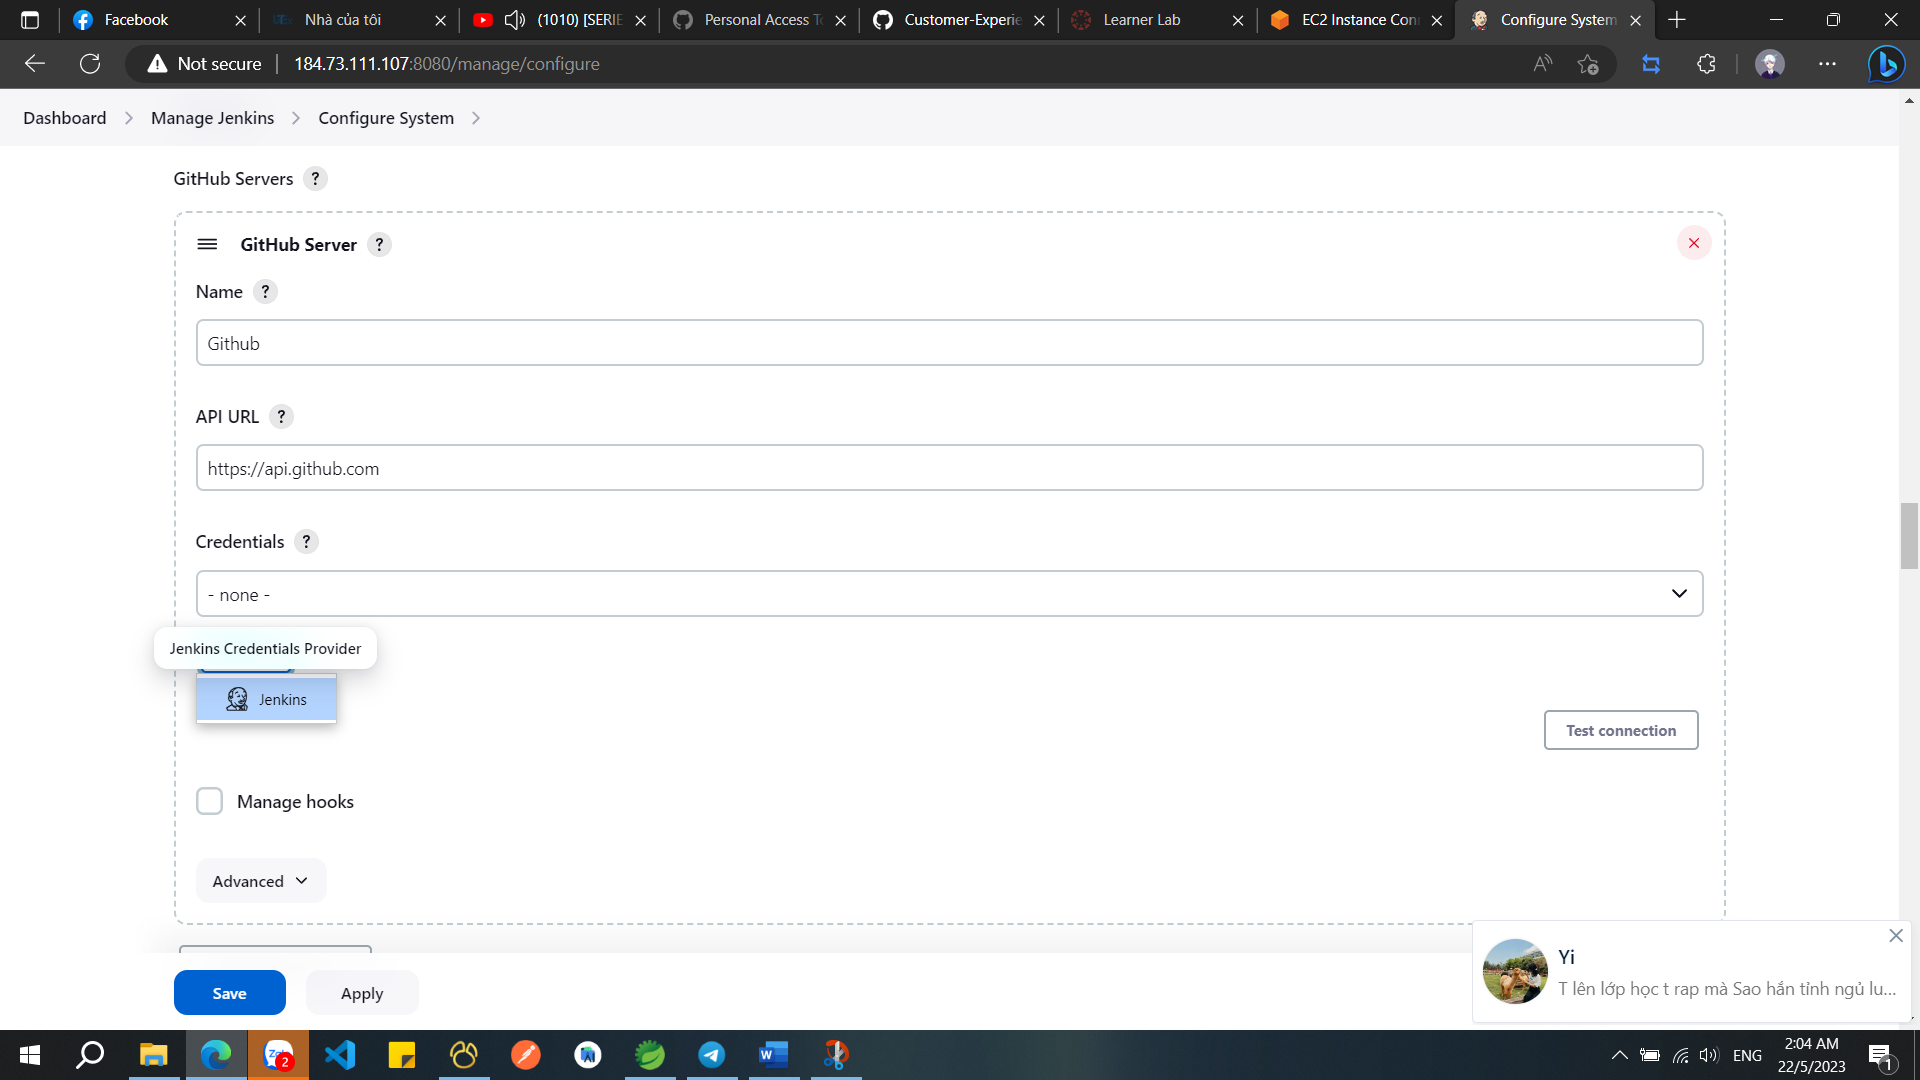 Facebook
Nhà của tôi
(1010) [SERIE
Personal Access To
Customer-Experie
Learner Lab
EC2 Instance Con
Configure System
Not secure
184.73.111.107:8080/manage/configure
Dashboard
Manage Jenkins
Configure System
GitHub Servers ?
GitHub Server ?
Name ?
Github
API URL ?
https://api.github.com
Credentials ?
- none -
Jenkins Credentials Provider
Jenkins
Test connection
Manage hooks
Advanced
Save
Apply
Yi
T lên lớp học t rap mà Sao hắn tỉnh ngủ lu...
2
ENG
2:04 AM
22/5/2023
1